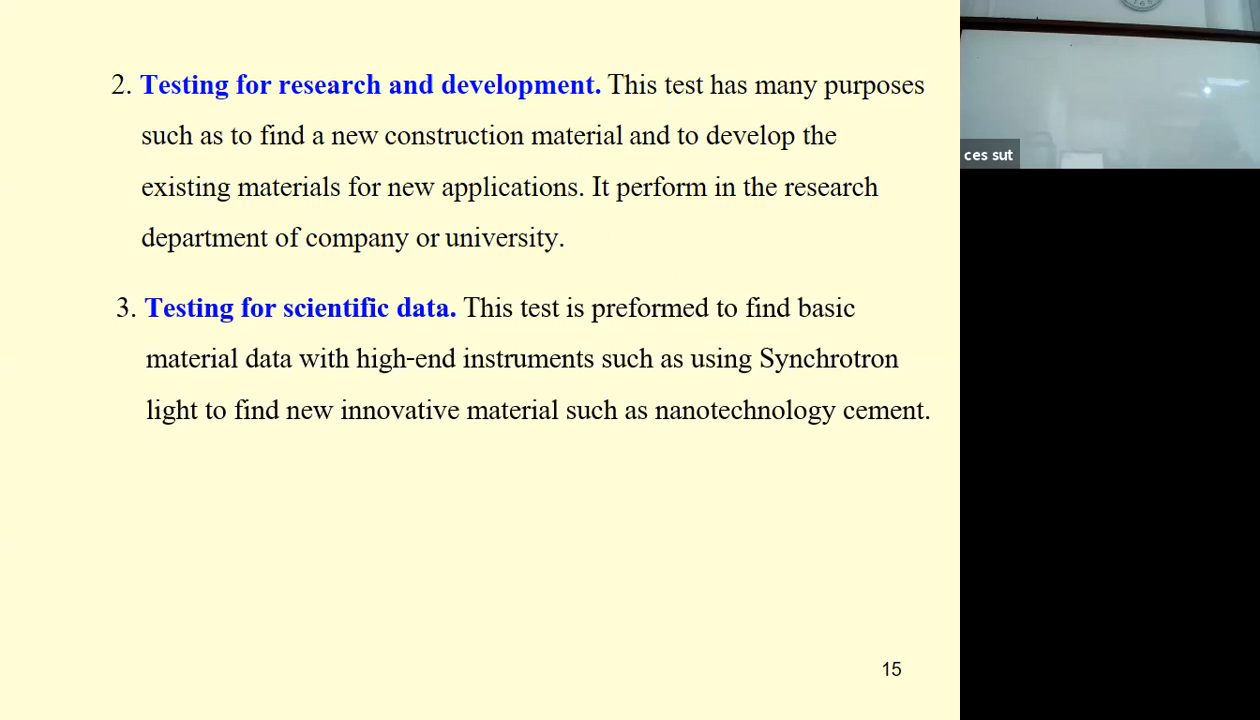 2. Testing for research and development. This test has many purposes
such as to find a new construction material and to develop the
existing materials for new applications. It perform in the research
department of company or university.
3. Testing for scientific data. This test is preformed to find basic
material data with high-end instruments such as using Synchrotron
light to find new innovative material such as nanotechnology cement.
15
ces sut